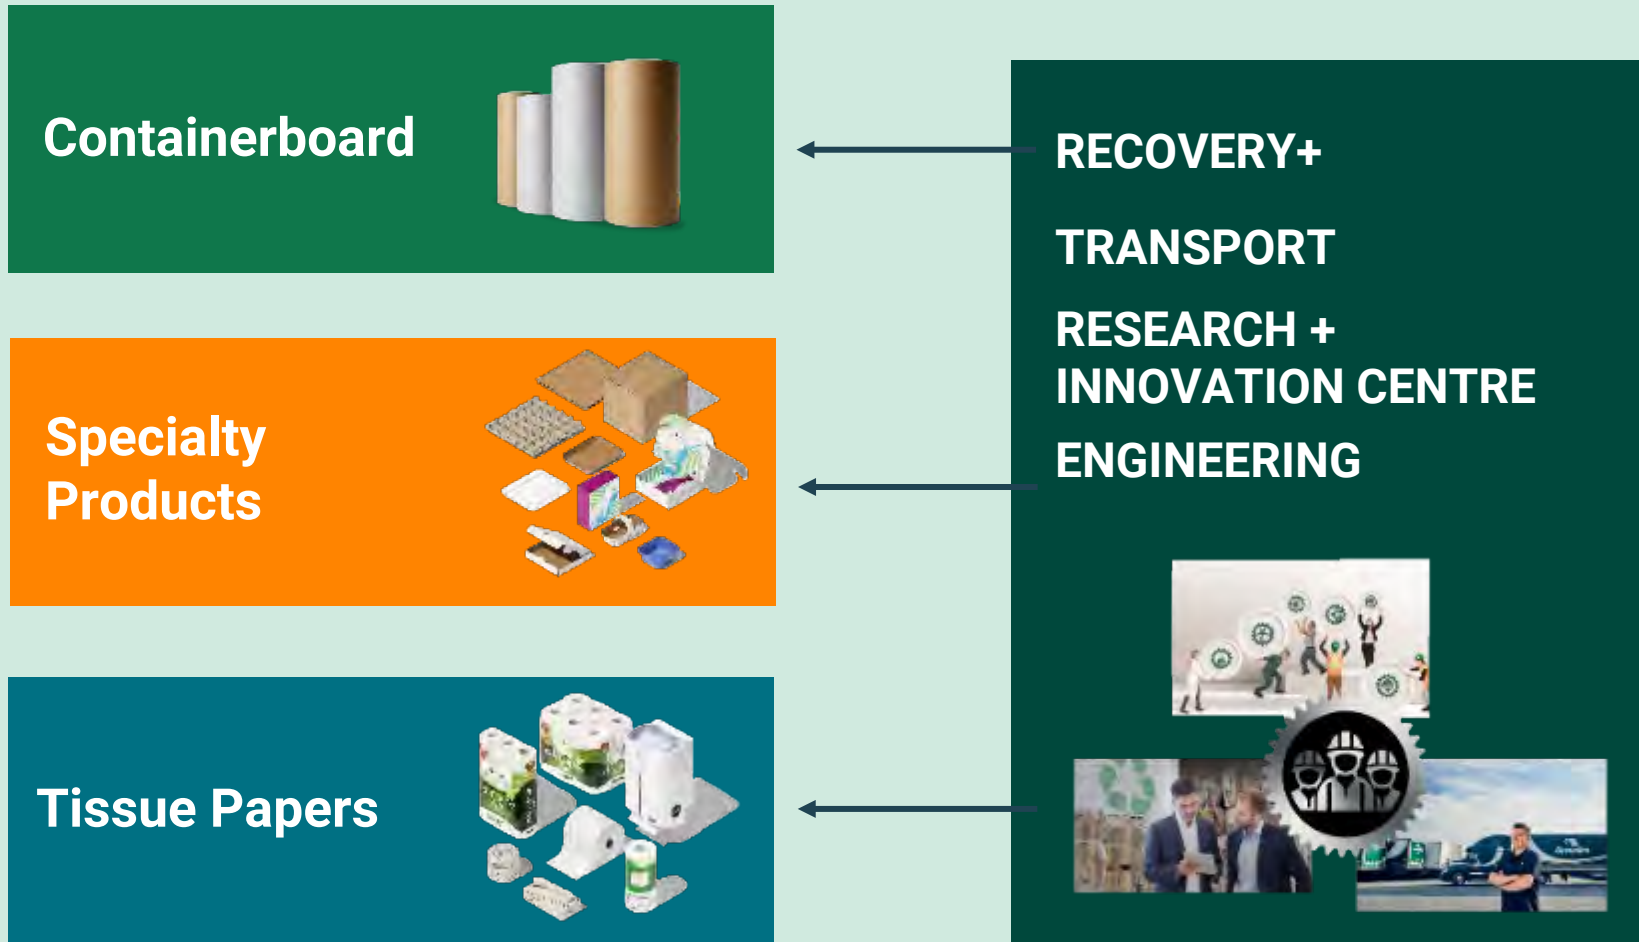 Containerboard
Specialty
Products
Tissue Papers
RECOVERY+
TRANSPORT
RESEARCH +
INNOVATION CENTRE
ENGINEERING